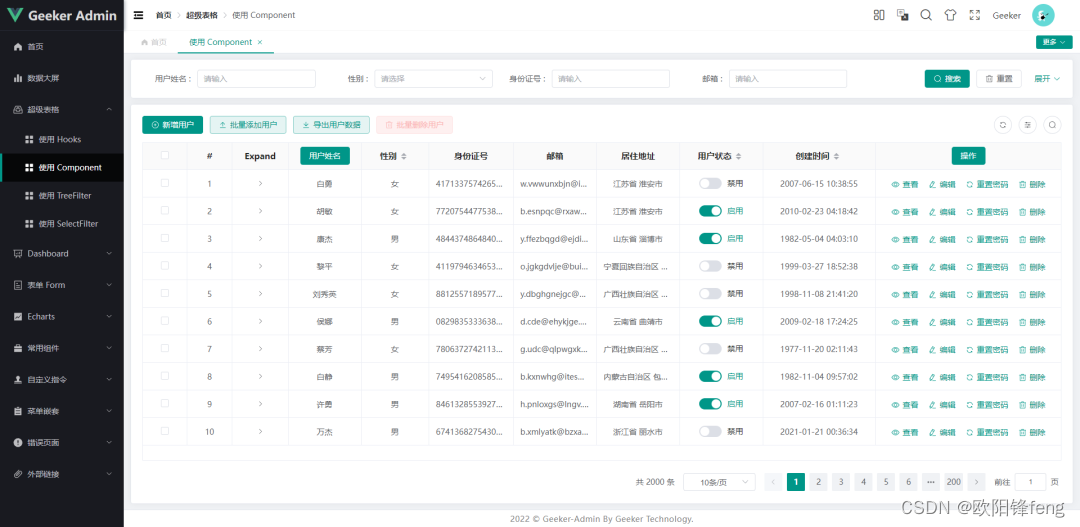 Geeker Admin
首页 > 超级表格 > 使用 Component
Geeker
首页
使用 Component ×
更多
首页
数据大屏
超级表格
使用 Hooks
使用 Component
使用 TreeFilter
使用 SelectFilter
Dashboard
表单 Form
Echarts
常用组件
自定义指令
菜单嵌套
错误页面
外部链接
用户姓名 : 请输入 性别 : 请选择 身份证号 : 请输入 邮箱 : 请输入 搜索 重置 展开
新增用户 批量添加用户 导出用户数据 批量删除用户
# Expand 用户姓名 性别 身份证号 邮箱 居住地址 用户状态 创建时间 操作
1 白勇 女 4171337574265... w.vwwunxbjn@l... 江苏省 淮安市 禁用 2007-06-15 10:38:55 查看 编辑 重置密码 删除
2 胡敏 女 7720754477538... b.esnpqc@rxaw... 江苏省 淮安市 启用 2010-02-23 04:18:42 查看 编辑 重置密码 删除
3 康杰 男 4844374864840... y.ffezbqgd@ejdi... 山东省 淄博市 启用 1982-05-04 04:03:10 查看 编辑 重置密码 删除
4 黎平 女 4119794634653... o.jgkgdvlje@bui... 宁夏回族自治区 ... 禁用 1999-03-27 18:52:38 查看 编辑 重置密码 删除
5 刘秀英 女 8812557189577... y.dbghgnejgc@... 广西壮族自治区 ... 禁用 1998-11-08 21:41:20 查看 编辑 重置密码 删除
6 侯娜 男 0829835333638... d.cde@ehykjge.... 云南省 曲靖市 启用 2009-02-18 17:24:25 查看 编辑 重置密码 删除
7 蔡芳 女 7806372742113... g.udc@qlpwgxk... 广西壮族自治区 ... 禁用 1977-11-20 02:11:43 查看 编辑 重置密码 删除
8 白静 男 7495416208585... b.kxnwhg@ites... 内蒙古自治区 包... 启用 1982-11-04 09:57:02 查看 编辑 重置密码 删除
9 许勇 男 8461328553927... h.pnloxgs@lngv.... 湖南省 岳阳市 启用 2007-02-16 01:11:23 查看 编辑 重置密码 删除
10 万杰 男 6741368275430... b.xmlyatk@bzxa... 浙江省 丽水市 禁用 2021-01-21 00:36:34 查看 编辑 重置密码 删除
共 2000 条 10条/页 1 2 3 4 5 6 ••• 200 前往 1 页
2022 © Geeker-Admin By Geeker Technology.
CSDN @欧阳锋feng